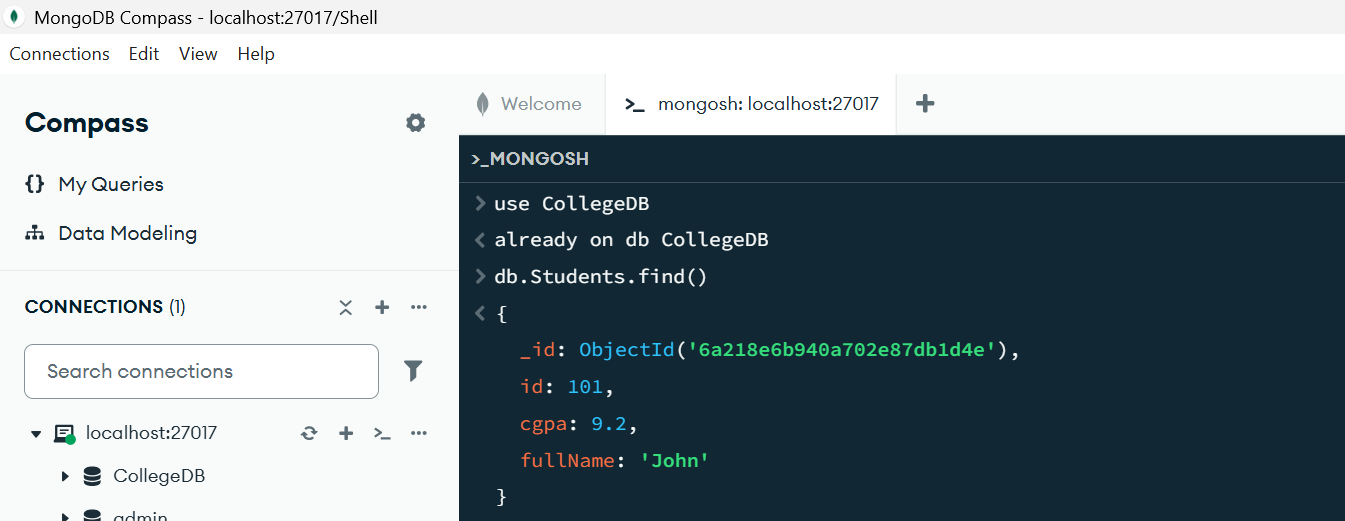 MongoDB Compass - localhost:27017/Shell
Connections Edit View Help
Compass
{} My Queries
Data Modeling
CONNECTIONS (1)
Search connections
localhost:27017
CollegeDB
admin
Welcome
>_ mongosh: localhost:27017
>_MONGOSH
> use CollegeDB
< already on db CollegeDB
> db.Students.find()
< {
_id: ObjectId('6a218e6b940a702e87db1d4e'),
id: 101,
cgpa: 9.2,
fullName: 'John'
}